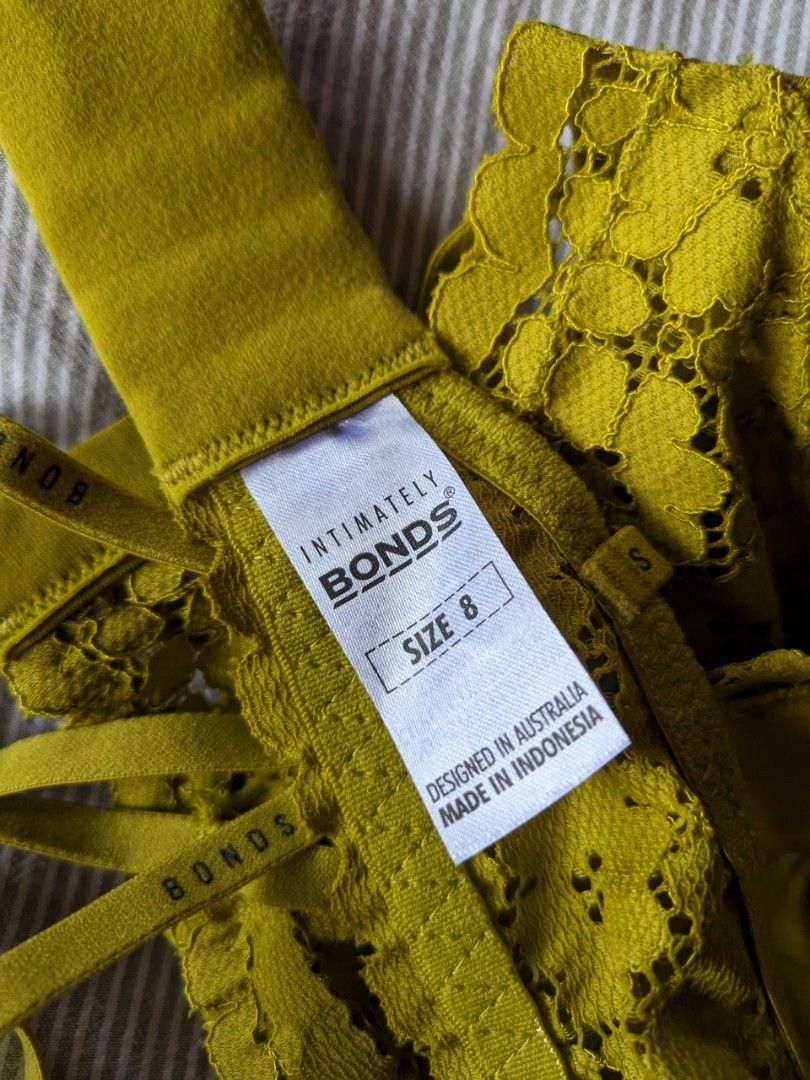 BONDS
INTIMATELY
BONDS®
SIZE 8
S
DESIGNED IN AUSTRALIA
MADE IN INDONESIA
BONDS